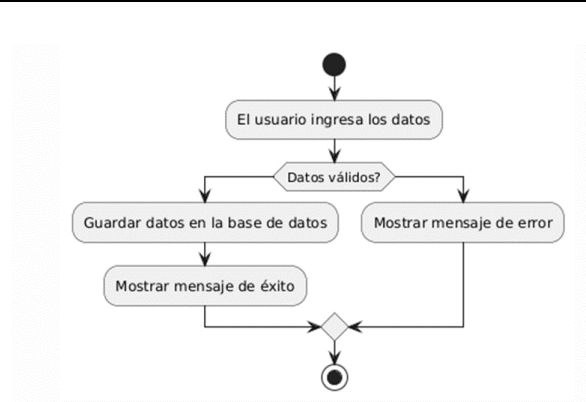 El usuario ingresa los datos
Datos válidos?
Guardar datos en la base de datos
Mostrar mensaje de error
Mostrar mensaje de éxito